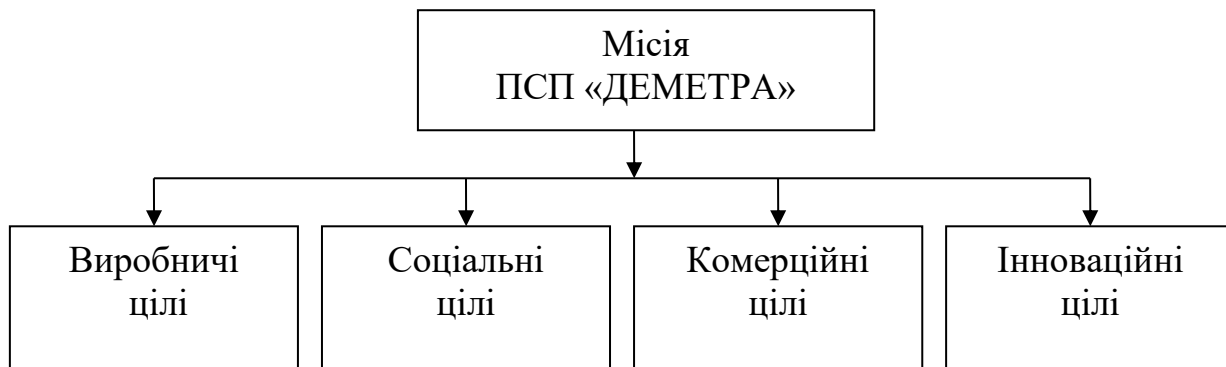 Місія
ПСП «ДЕМЕТРА»
Виробничі
цілі
Соціальні
цілі
Комерційні
цілі
Інноваційні
цілі